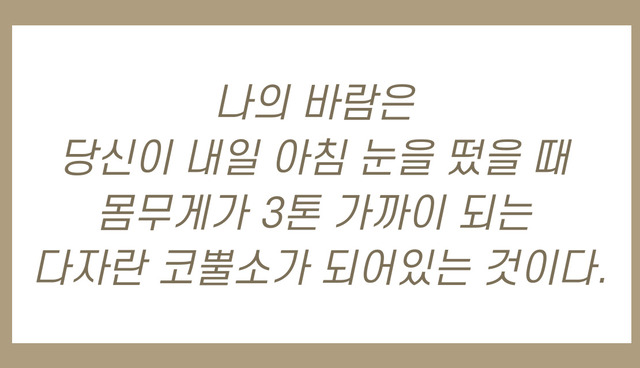 나의 바람은
당신이 내일 아침 눈을 떴을 때
몸무게가 3톤 가까이 되는
다자란 코뿔소가 되어있는 것이다.